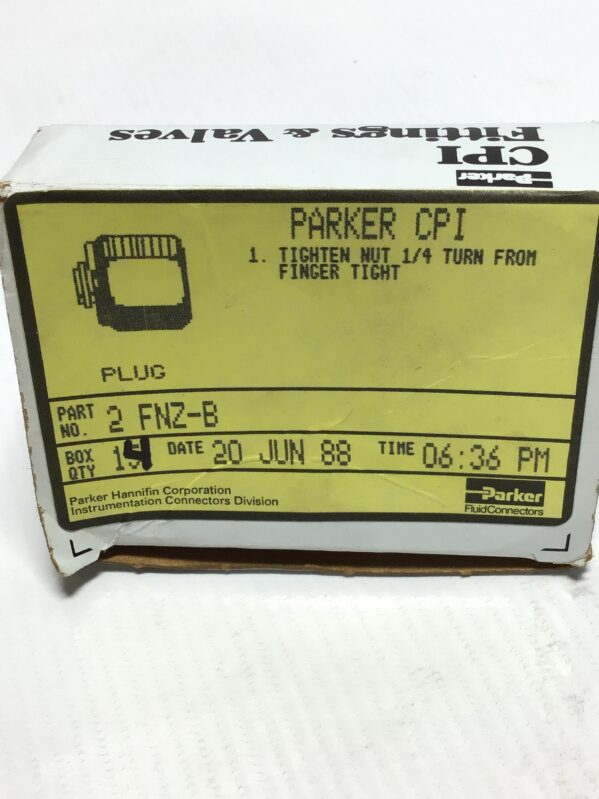 CPI
Fittings & Valves
Parker
PARKER CPI
1. TIGHTEN NUT 1/4 TURN FROM
FINGER TIGHT
PLUG
PART NO. 2 FNZ-B
BOX QTY 14 DATE 20 JUN 88 TIME 06:36 PM
Parker Hannifin Corporation
Instrumentation Connectors Division
Parker
FluidConnectors